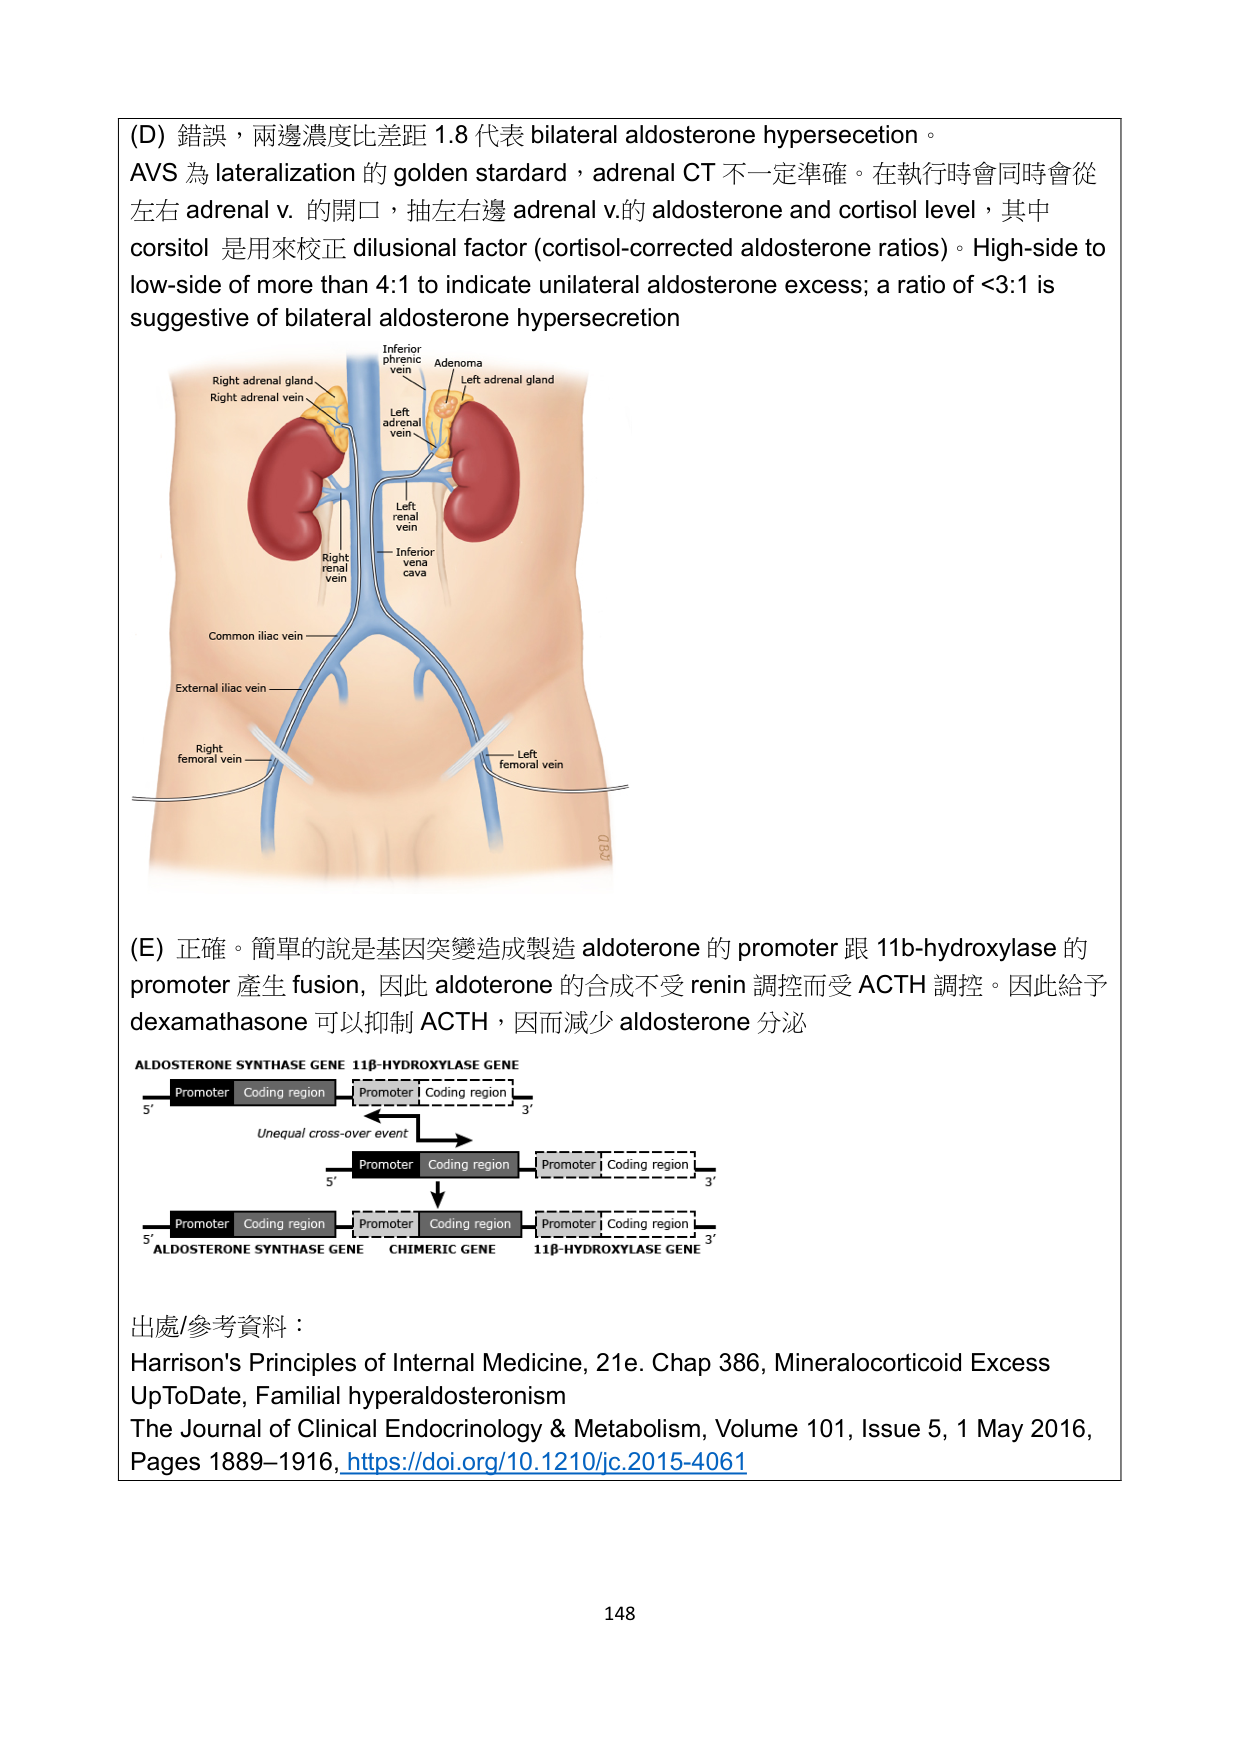 (D) 錯誤，兩邊濃度比差距 1.8 代表 bilateral aldosterone hypersecetion。
AVS 為 lateralization 的 golden stardard，adrenal CT 不一定準確。在執行時會同時會從
左右 adrenal v. 的開口，抽左右邊 adrenal v.的 aldosterone and cortisol level，其中
corsitol 是用來校正 dilusional factor (cortisol-corrected aldosterone ratios)。High-side to
low-side of more than 4:1 to indicate unilateral aldosterone excess; a ratio of <3:1 is
suggestive of bilateral aldosterone hypersecretion
Inferior
phrenic
vein
Adenoma
Right adrenal gland
Left adrenal gland
Right adrenal vein
Left
adrenal
vein
Left
renal
vein
Right
renal
vein
Inferior
vena
cava
Common iliac vein
External iliac vein
Right
femoral vein
Left
femoral vein
(E) 正確。簡單的說是基因突變造成製造 aldoterone 的 promoter 跟 11b-hydroxylase 的
promoter 產生 fusion, 因此 aldoterone 的合成不受 renin 調控而受 ACTH 調控。因此給予
dexamathasone 可以抑制 ACTH，因而減少 aldosterone 分泌
ALDOSTERONE SYNTHASE GENE 11β-HYDROXYLASE GENE
Promoter Coding region Promoter Coding region
5′ 3′
Unequal cross-over event
Promoter Coding region Promoter Coding region
5′ 3′
Promoter Coding region Promoter Coding region Promoter Coding region
5′ 3′
ALDOSTERONE SYNTHASE GENE CHIMERIC GENE 11β-HYDROXYLASE GENE
出處/參考資料：
Harrison's Principles of Internal Medicine, 21e. Chap 386, Mineralocorticoid Excess
UpToDate, Familial hyperaldosteronism
The Journal of Clinical Endocrinology & Metabolism, Volume 101, Issue 5, 1 May 2016,
Pages 1889–1916, https://doi.org/10.1210/jc.2015-4061
148